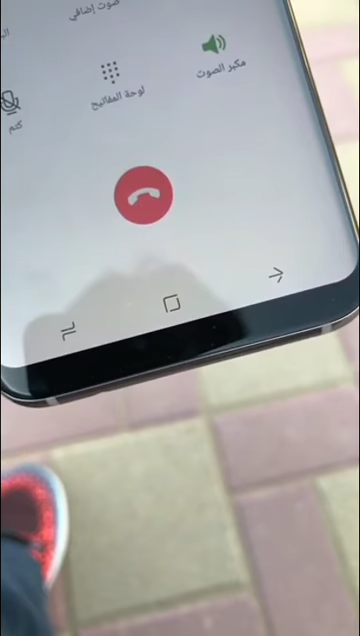 صوت إضافي
مكبر الصوت
لوحة المفاتيح
كتم